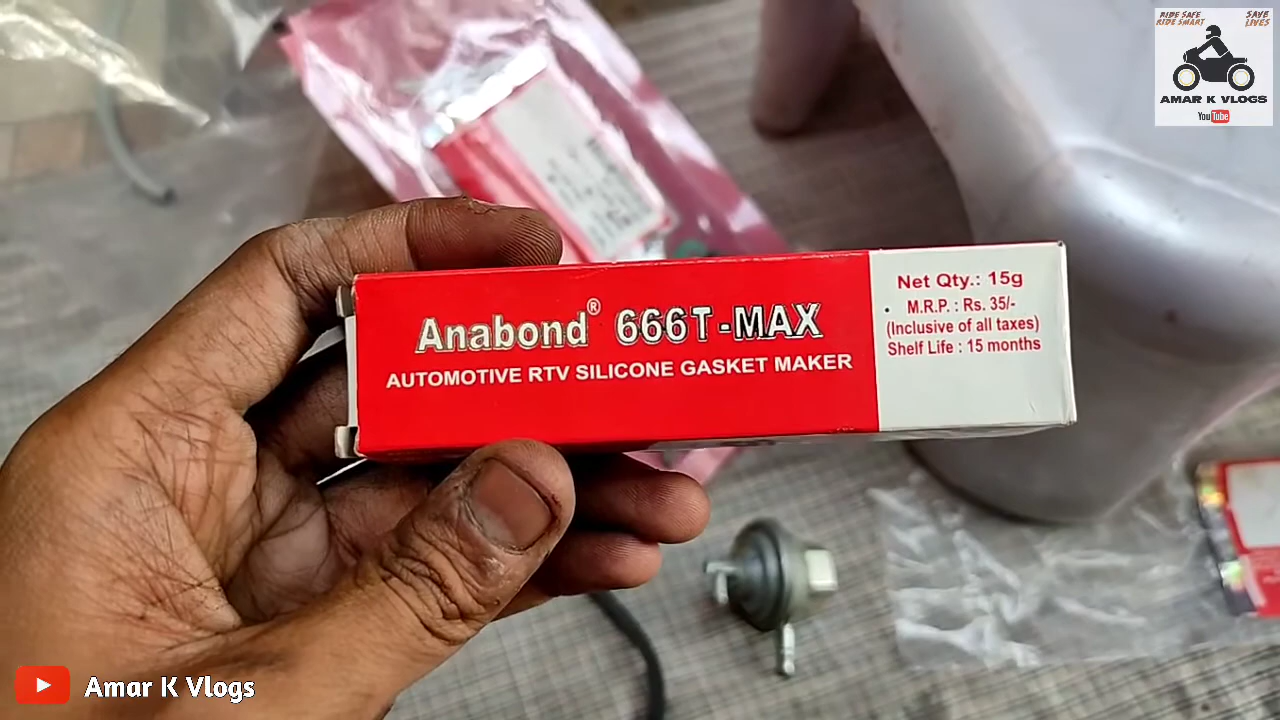 RIDE SAFE
RIDE SMART
SAVE
LIVES
AMAR K VLOGS
YouTube
Anabond® 666T-MAX
AUTOMOTIVE RTV SILICONE GASKET MAKER
Net Qty.: 15g
M.R.P. : Rs. 35/-
(Inclusive of all taxes)
Shelf Life : 15 months
Amar K Vlogs